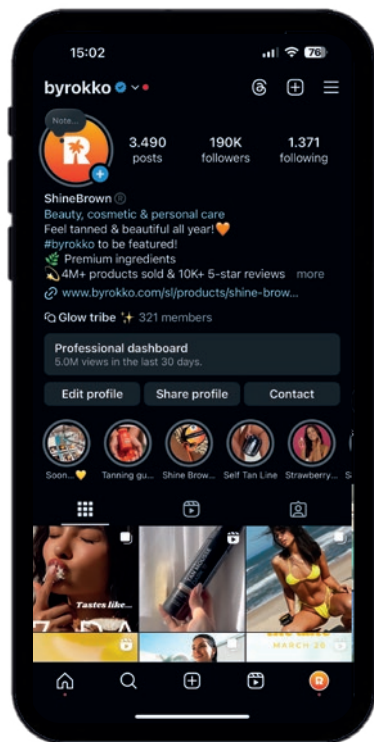 15:02
76
byrokko
Note...
R
3.490 190K 1.371
posts followers following
ShineBrown ®
Beauty, cosmetic & personal care
Feel tanned & beautiful all year!🧡
#byrokko to be featured!
🌿 Premium ingredients
💫4M+ products sold & 10K+ 5-star reviews more
www.byrokko.com/sl/products/shine-brow...
Glow tribe ✨ 321 members
Professional dashboard
5.0M views in the last 30 days.
Edit profile Share profile Contact
Soon...💛 Tanning gu... Shine Brow... Self Tan Line Strawberry...
Tastes like...
MARCH 26
R